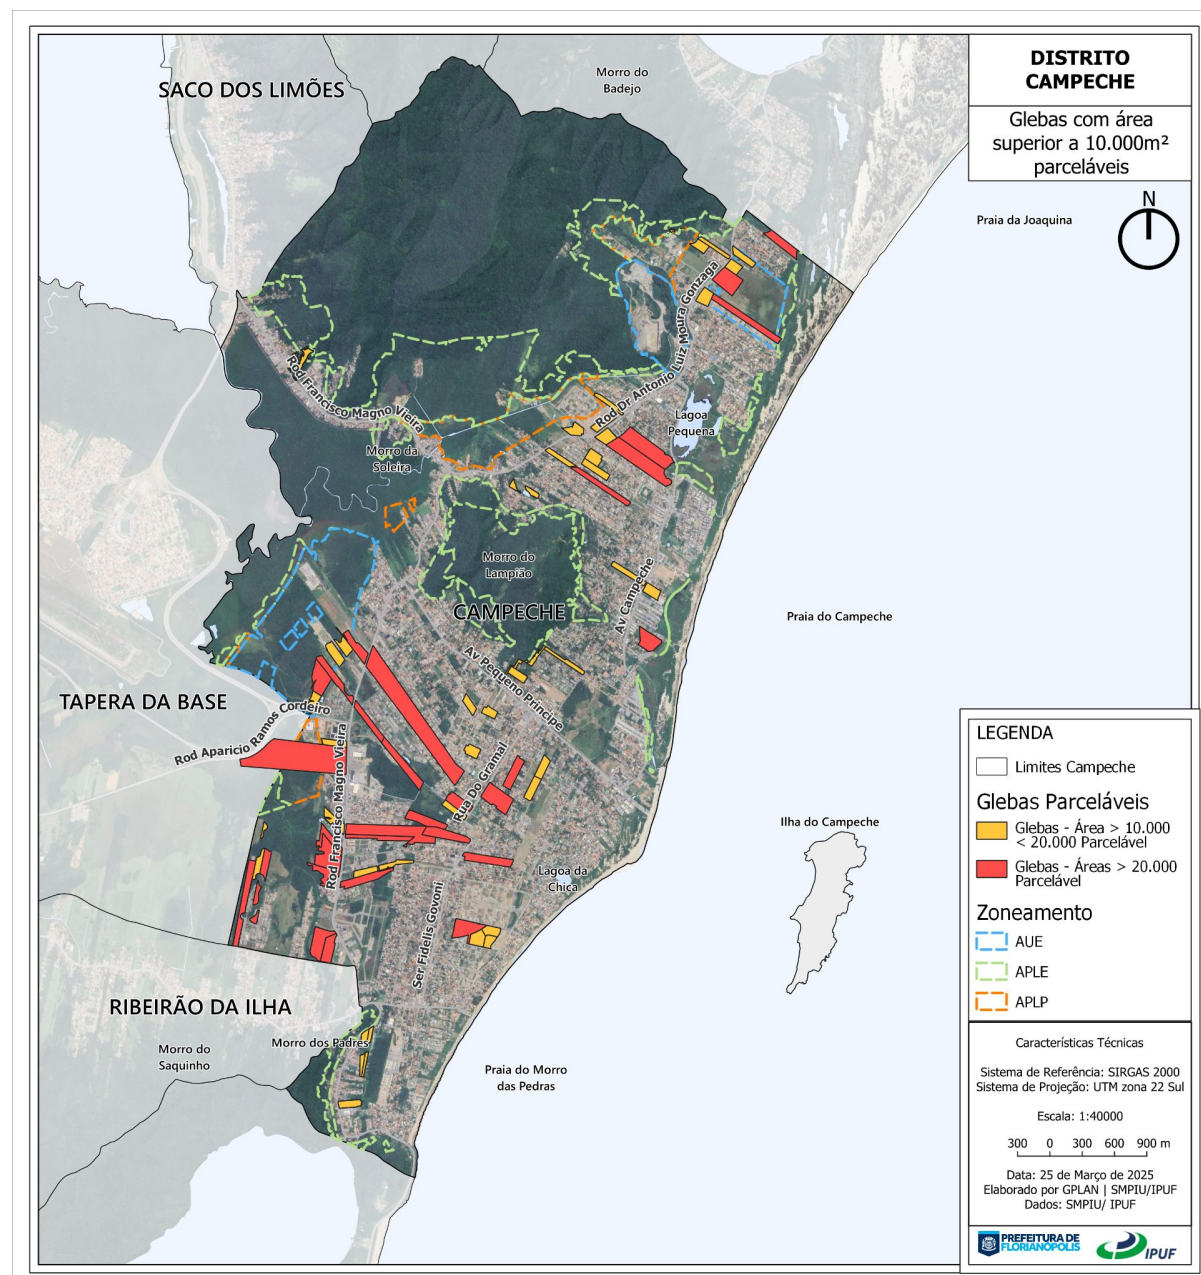 DISTRITO
CAMPECHE
Glebas com área
superior a 10.000m²
parceláveis
N
SACO DOS LIMÕES
Morro do
Badejo
Praia da Joaquina
Rod Dr Antonio Luiz Moura Gonzaga
Rod Francisco Magno Vieira
Lagoa
Pequena
Morro da
Soleira
Morro do
Lampião
CAMPECHE
Av Campeche
Praia do Campeche
Av Pequeno Príncipe
TAPERA DA BASE
Rod Aparicio Ramos Cordeiro
Rod Francisco Magno Vieira
Rua Do Gramal
Ilha do Campeche
Lagoa da
Chica
Ser Fidelis Govoni
RIBEIRÃO DA ILHA
Morro do
Saquinho
Morro dos Padres
Praia do Morro
das Pedras
LEGENDA
Limites Campeche
Glebas Parceláveis
Glebas - Área > 10.000
< 20.000 Parcelável
Glebas - Áreas > 20.000
Parcelável
Zoneamento
AUE
APLE
APLP
Características Técnicas
Sistema de Referência: SIRGAS 2000
Sistema de Projeção: UTM zona 22 Sul
Escala: 1:40000
300 0 300 600 900 m
Data: 25 de Março de 2025
Elaborado por GPLAN | SMPIU/IPUF
Dados: SMPIU/ IPUF
PREFEITURA DE
FLORIANÓPOLIS
IPUF